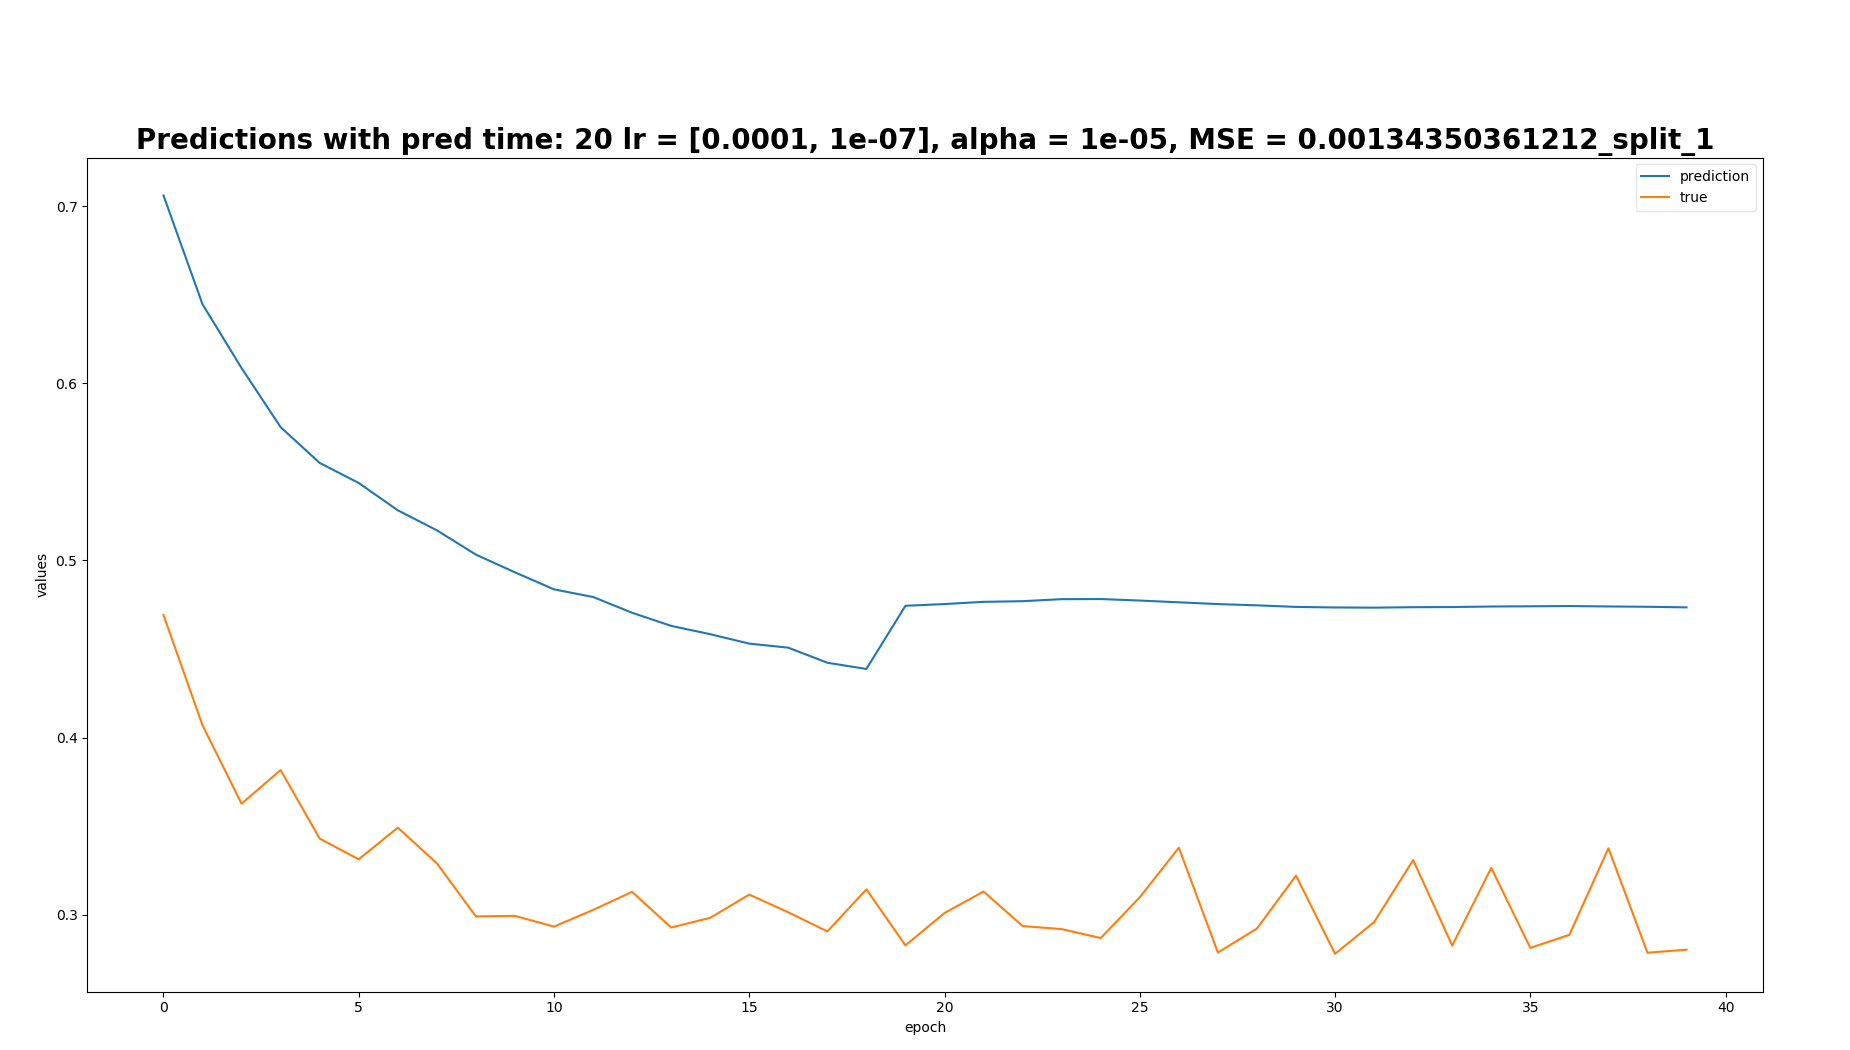 Predictions with pred time: 20 lr = [0.0001, 1e-07], alpha = 1e-05, MSE = 0.00134350361212_split_1
prediction
true
values
0.7
0.6
0.5
0.4
0.3
0 5 10 15 20 25 30 35 40
epoch